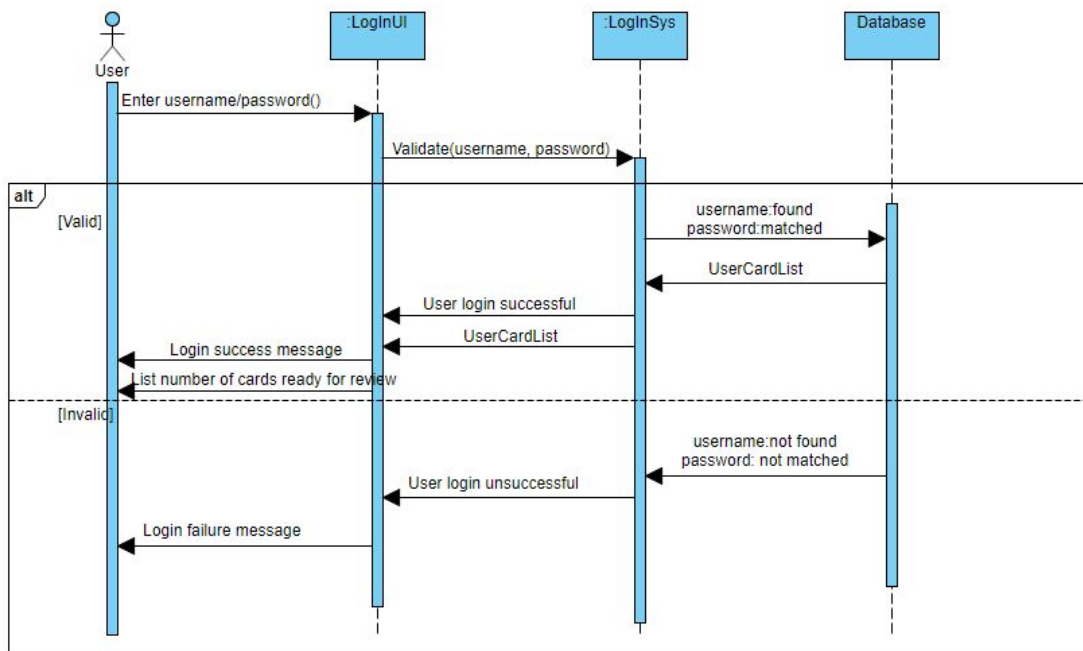 :LogInUI
:LogInSys
Database
User
Enter username/password()
Validate(username, password)
alt
[Valid]
username:found
password:matched
UserCardList
User login successful
UserCardList
Login success message
List number of cards ready for review
[Invalid]
username:not found
password: not matched
User login unsuccessful
Login failure message